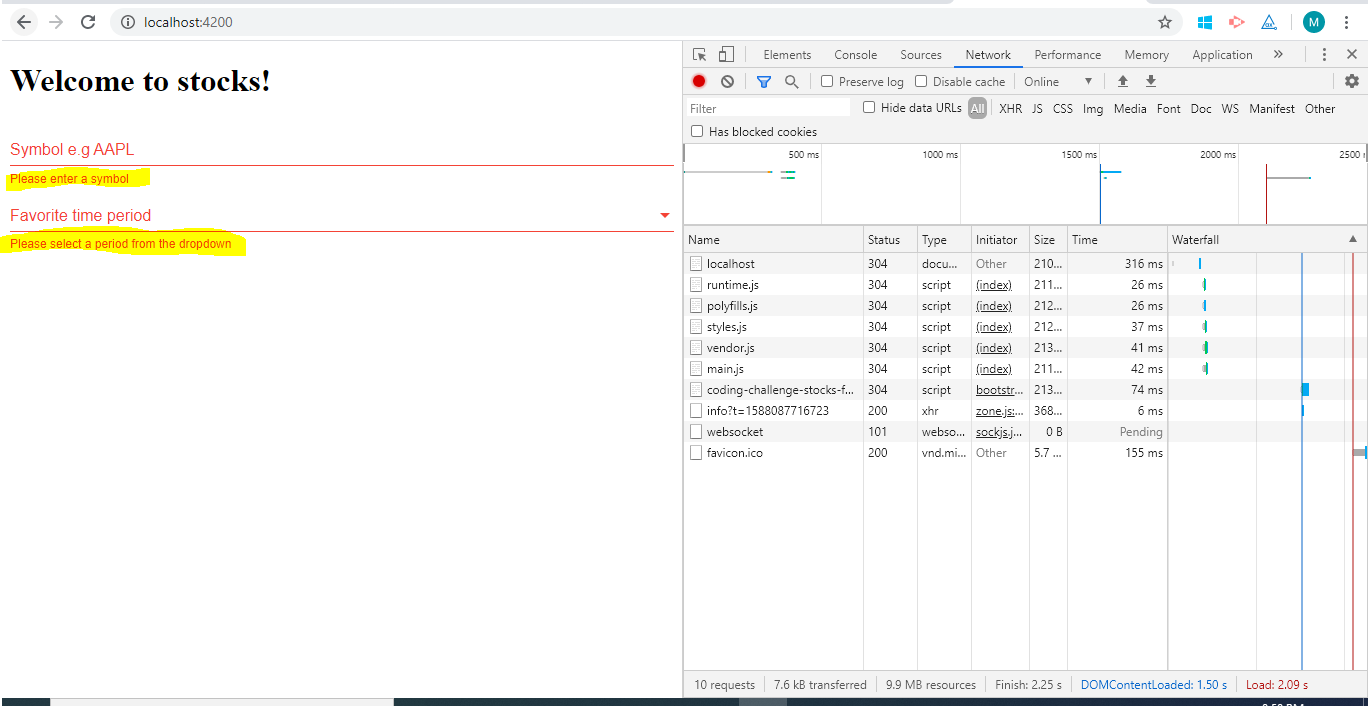 localhost:4200
M
Welcome to stocks!
Symbol e.g AAPL
Please enter a symbol
Favorite time period
Please select a period from the dropdown
Elements Console Sources Network Performance Memory Application »
Preserve log Disable cache Online
Filter Hide data URLs All XHR JS CSS Img Media Font Doc WS Manifest Other
Has blocked cookies
500 ms 1000 ms 1500 ms 2000 ms 2500
Name Status Type Initiator Size Time Waterfall
localhost 304 docu... Other 210... 316 ms
runtime.js 304 script (index) 211... 26 ms
polyfills.js 304 script (index) 212... 26 ms
styles.js 304 script (index) 212... 37 ms
vendor.js 304 script (index) 213... 41 ms
main.js 304 script (index) 211... 42 ms
coding-challenge-stocks-f... 304 script bootstr... 213... 74 ms
info?t=1588087716723 200 xhr zone.js:... 368... 6 ms
websocket 101 webso... sockjs.j... 0 B Pending
favicon.ico 200 vnd.mi... Other 5.7 ... 155 ms
10 requests 7.6 kB transferred 9.9 MB resources Finish: 2.25 s DOMContentLoaded: 1.50 s Load: 2.09 s